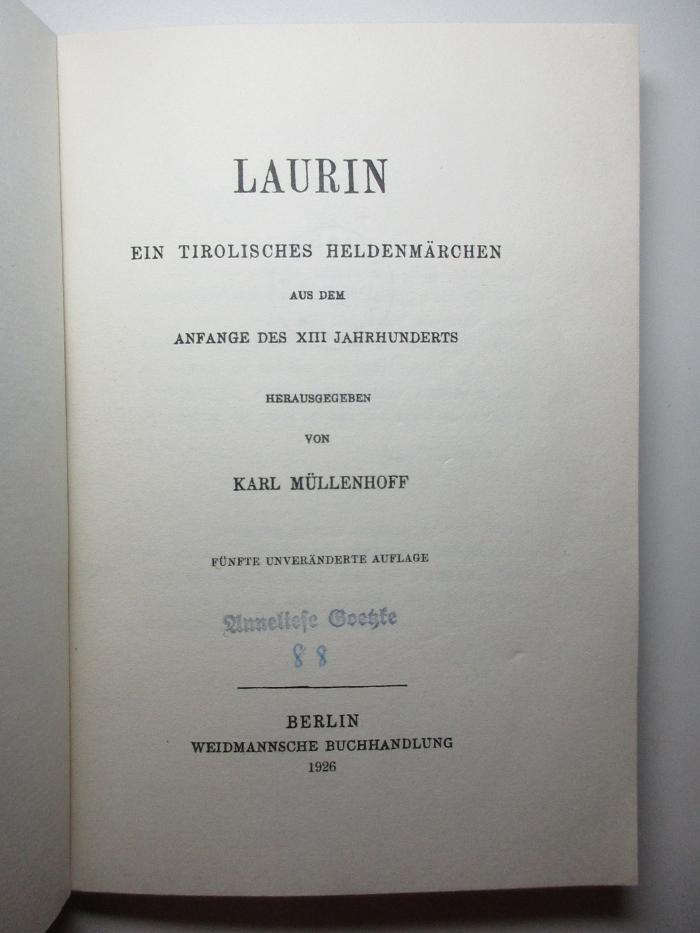 LAURIN
EIN TIROLISCHES HELDENMÄRCHEN
AUS DEM
ANFANGE DES XIII JAHRHUNDERTS
HERAUSGEGEBEN
VON
KARL MÜLLENHOFF
FÜNFTE UNVERÄNDERTE AUFLAGE
Anneliese Goetzke
88
BERLIN
WEIDMANNSCHE BUCHHANDLUNG
1926